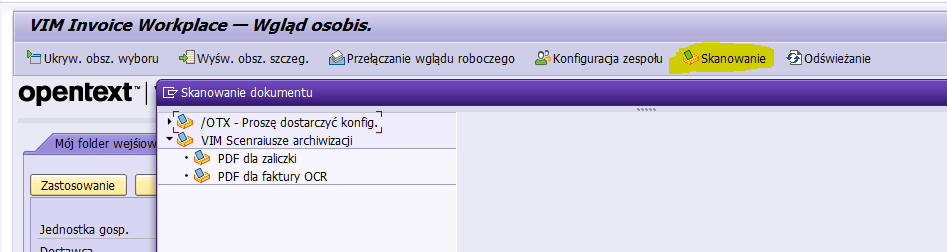 VIM Invoice Workplace — Wgląd osobis.
Ukryw. obsz. wyboru Wyśw. obsz. szczeg. Przełączanie wglądu roboczego Konfiguracja zespołu Skanowanie Odświeżanie
opentext™
Skanowanie dokumentu
/OTX - Proszę dostarczyć konfig.
VIM Scenraiusze archiwizacji
Mój folder wejśiow
PDF dla zaliczki
PDF dla faktury OCR
Zastosowanie
Jednostka gosp.